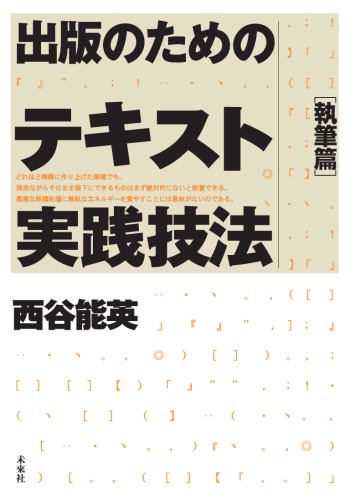 出版のための
テキスト
[執筆篇]
どれほど精緻に作り上げた原稿でも、
残念ながらそのまま版下にできるものはまず絶対的にないと断言できる。
高度な原稿処理に無駄なエネルギーを費やすことには意味がないのである。
実践技法
西谷能英
未來社